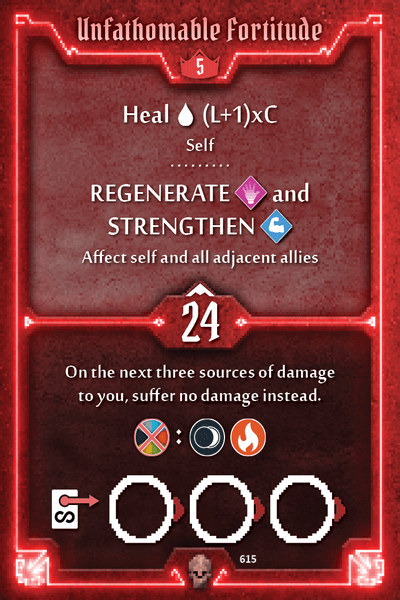 Unfathomable Fortitude
5
Heal (L+1)xC
Self
REGENERATE and
STRENGTHEN
Affect self and all adjacent allies
24
On the next three sources of damage
to you, suffer no damage instead.
:
615